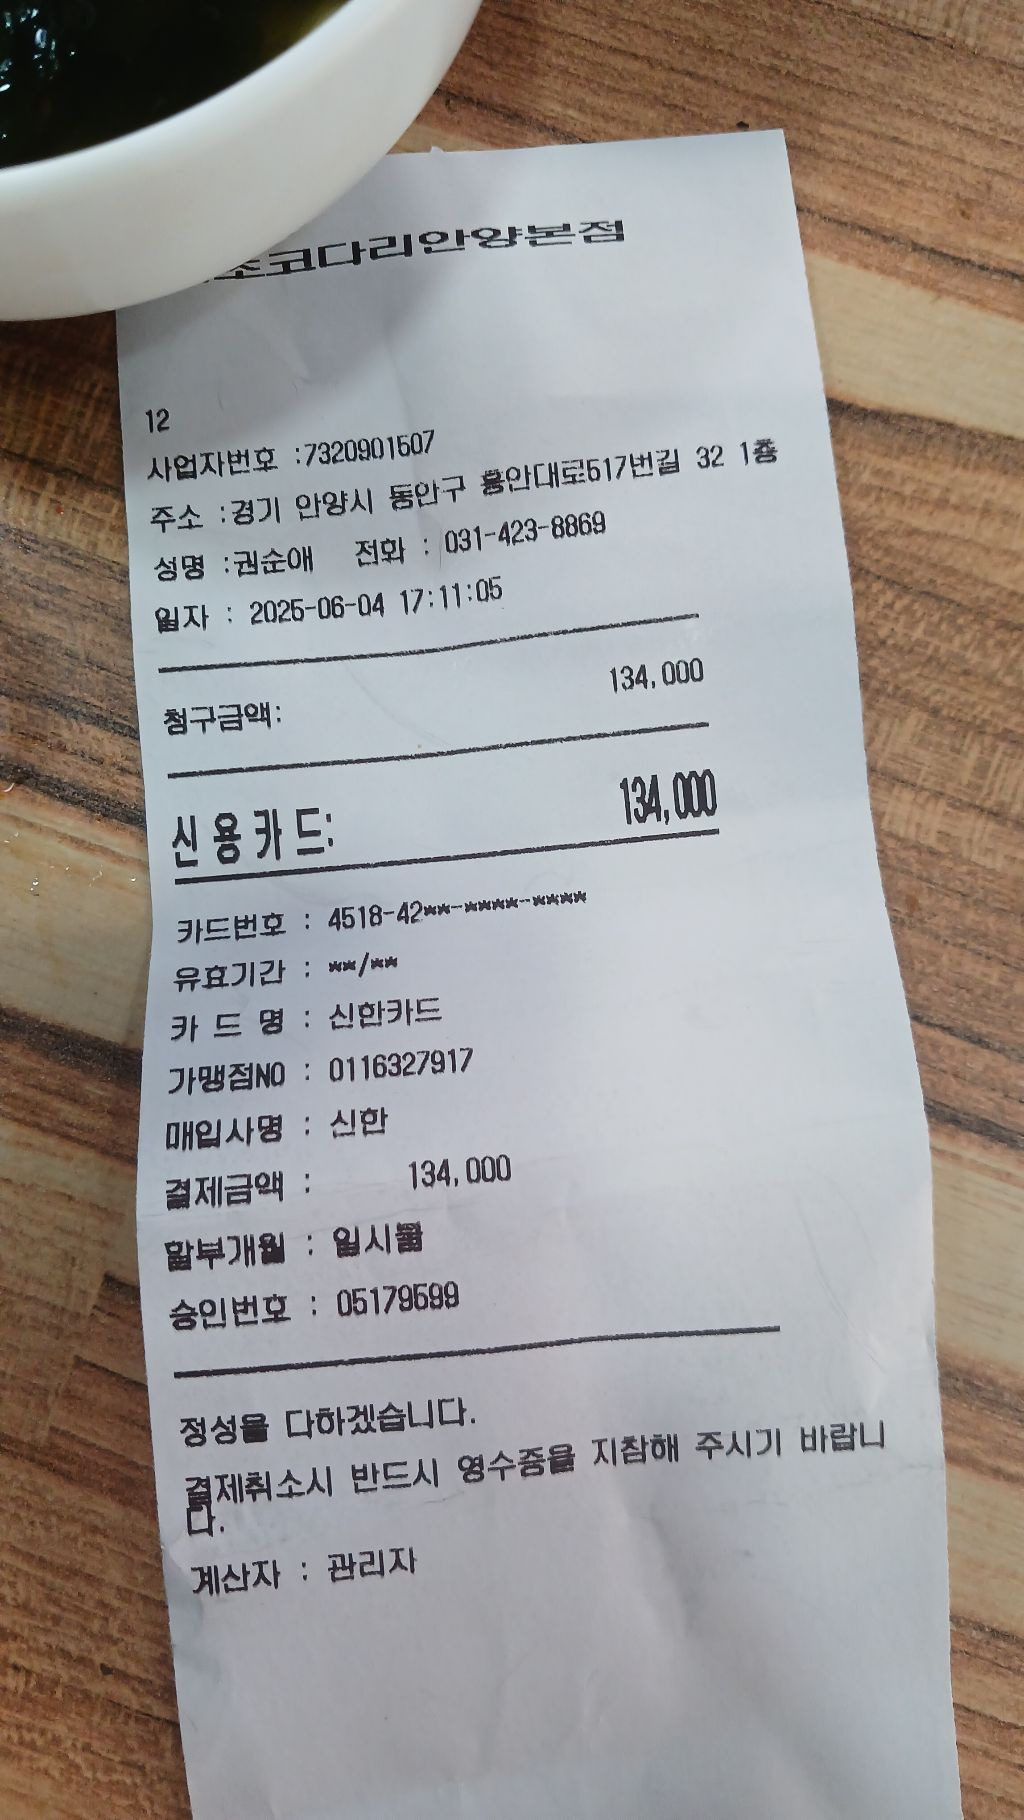 조코다리안양본점
12
사업자번호 :7320901507
주소 :경기 안양시 동안구 흥안대로517번길 32 1층
성명 :권순애 전화 : 031-423-8869
일자 : 2025-06-04 17:11:05
청구금액: 134,000
신용카드: 134,000
카드번호 : 4518-42**-****-****
유효기간 : **/**
카 드 명 : 신한카드
가맹점NO : 0116327917
매입사명 : 신한
결제금액 : 134,000
할부개월 : 일시불
승인번호 : 05179599
정성을 다하겠습니다.
결제취소시 반드시 영수증을 지참해 주시기 바랍니
다.
계산자 : 관리자